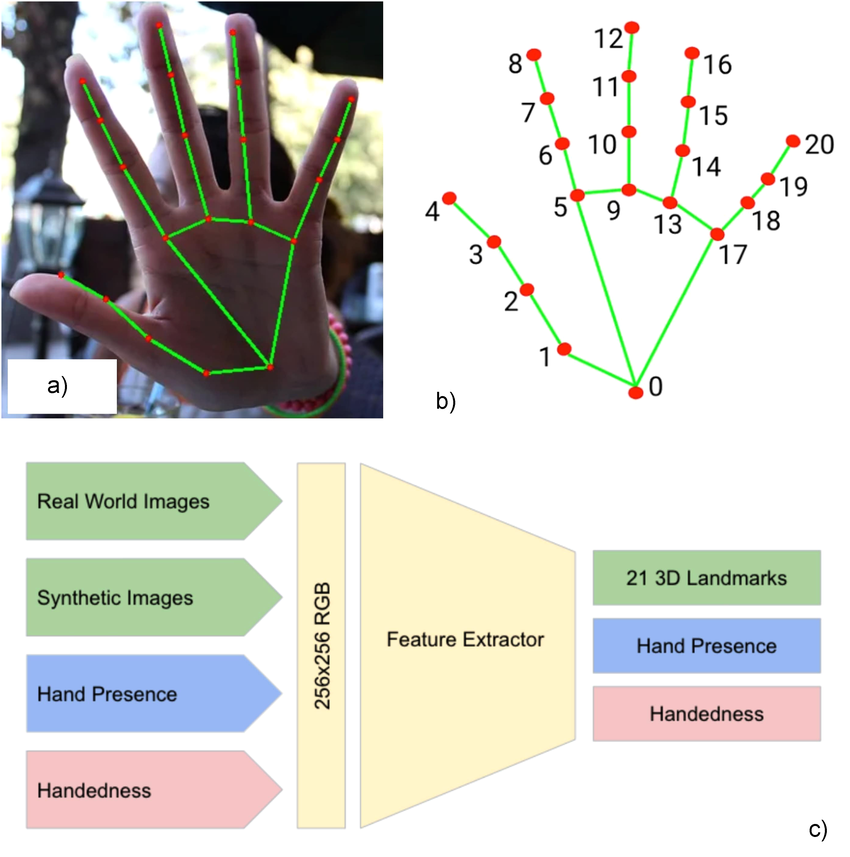 a)
12
8
16
11
7
15
20
10
6
14
19
4
5
9
13
18
3
17
2
1
0
b)
Real World Images
Synthetic Images
Hand Presence
Handedness
256x256 RGB
Feature Extractor
21 3D Landmarks
Hand Presence
Handedness
c)